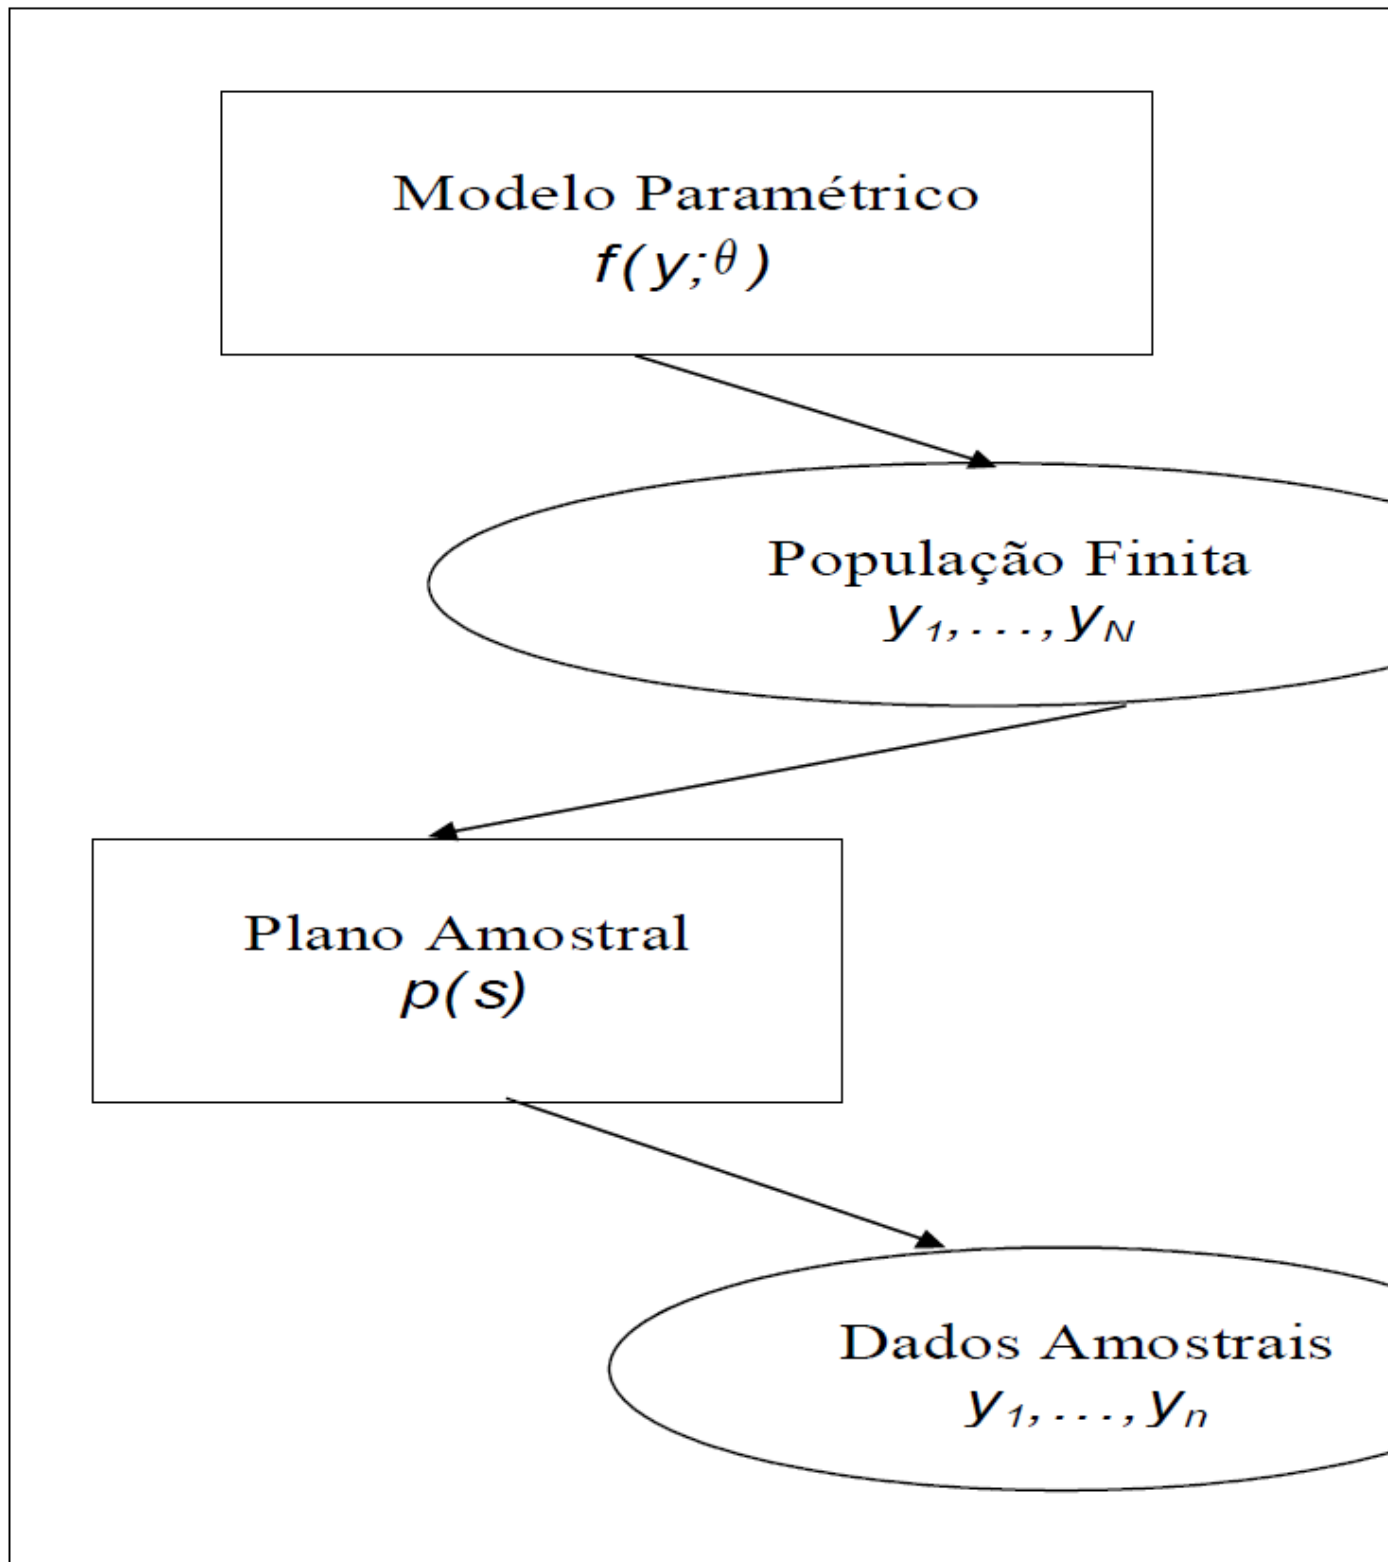 Modelo Paramétrico
f(y;θ)
População Finita
y₁,...,yN
Plano Amostral
p(s)
Dados Amostrais
y₁,...,yₙ